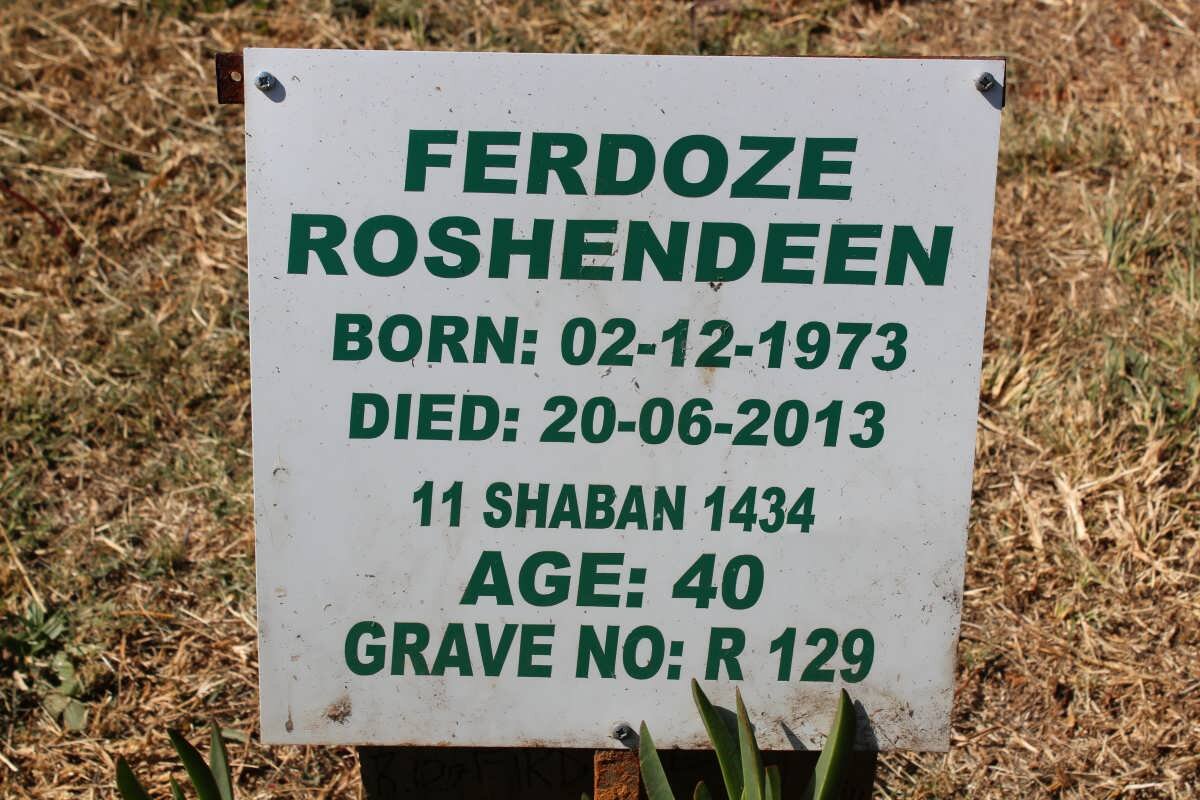 FERDOZE
ROSHENDEEN
BORN: 02-12-1973
DIED: 20-06-2013
11 SHABAN 1434
AGE: 40
GRAVE NO: R 129